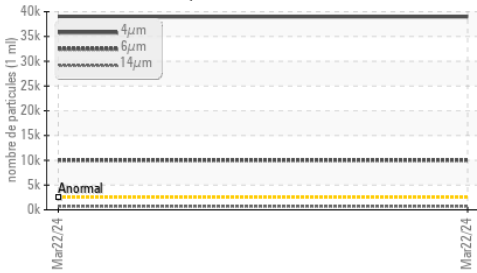 40k
35k
30k
25k
20k
15k
10k
5k
0k
nombre de particules (1 ml)
4µm
6µm
14µm
Anormal
Mar22/24
Mar22/24